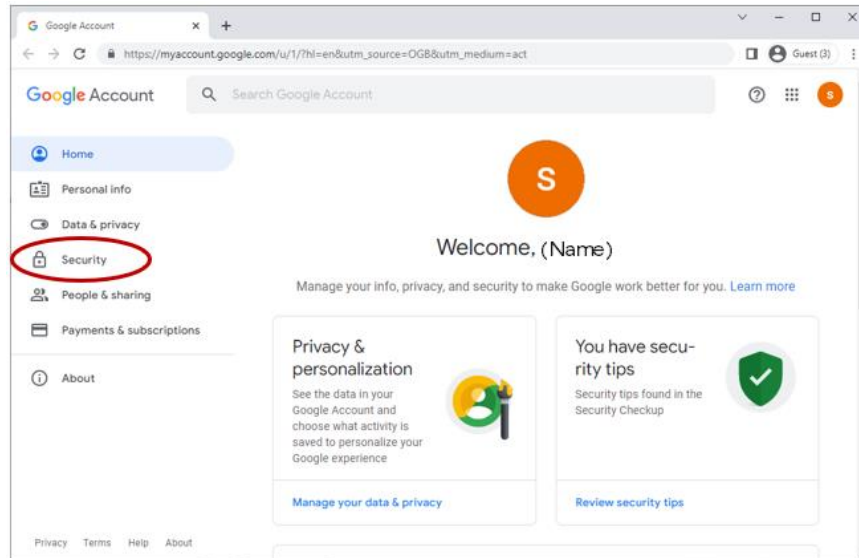 Google Account
https://myaccount.google.com/u/1/?hl=en&utm_source=OGB&utm_medium=act
Guest (3)
Google Account
Search Google Account
S
Home
Personal info
Data & privacy
Security
People & sharing
Payments & subscriptions
About
S
Welcome, (Name)
Manage your info, privacy, and security to make Google work better for you. Learn more
Privacy &
personalization
See the data in your
Google Account and
choose what activity is
saved to personalize your
Google experience
Manage your data & privacy
You have secu-
rity tips
Security tips found in the
Security Checkup
Review security tips
Privacy Terms Help About